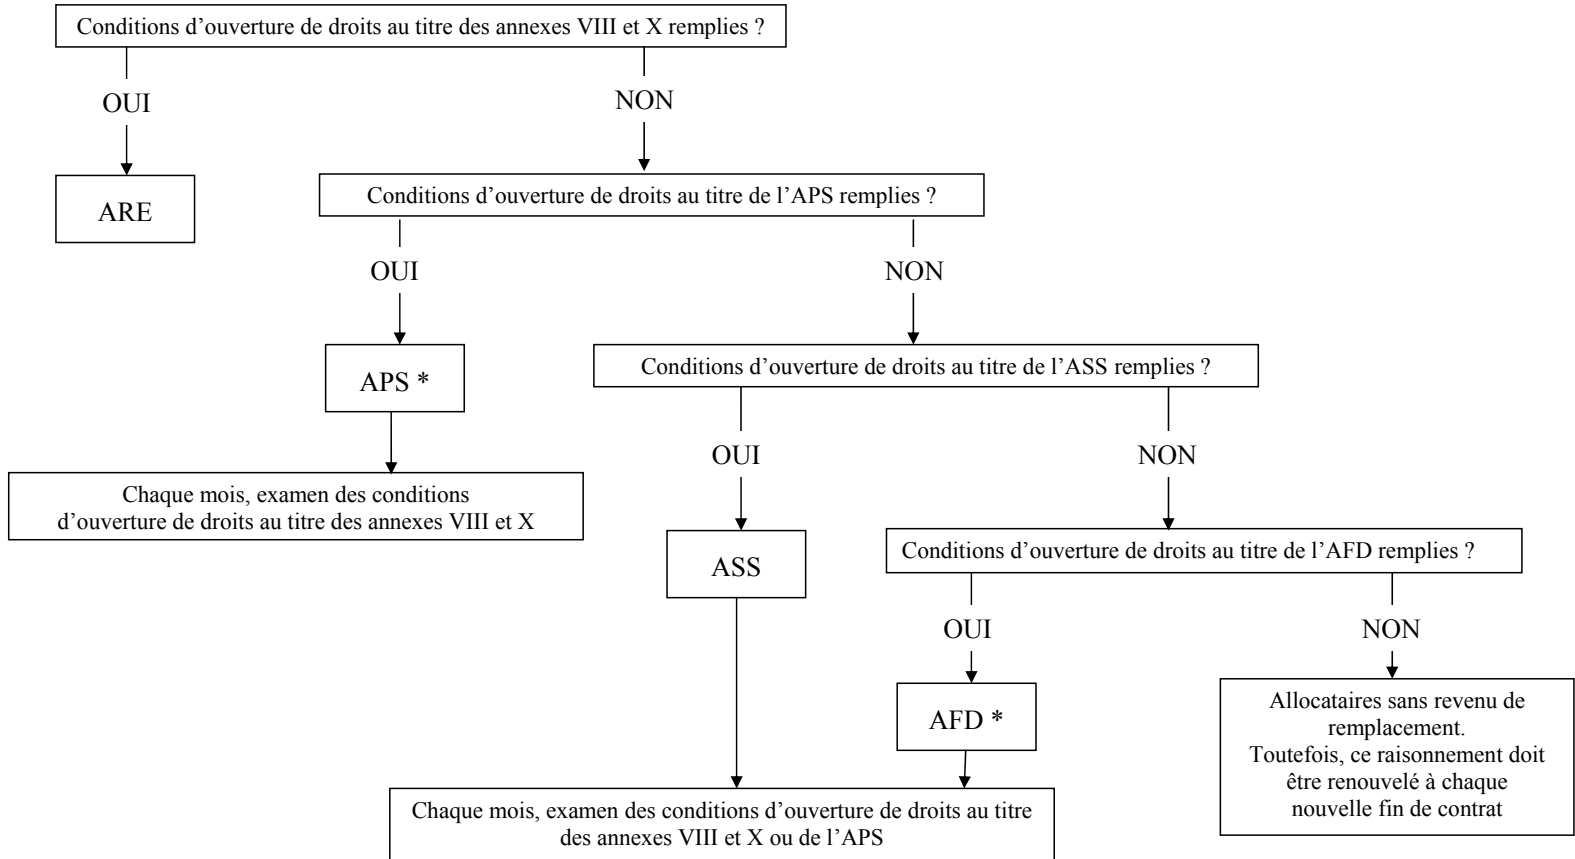 Conditions d’ouverture de droits au titre des annexes VIII et X remplies ?
OUI
NON
ARE
Conditions d’ouverture de droits au titre de l’APS remplies ?
OUI
NON
APS *
Conditions d’ouverture de droits au titre de l’ASS remplies ?
Chaque mois, examen des conditions
d’ouverture de droits au titre des annexes VIII et X
OUI
NON
ASS
Conditions d’ouverture de droits au titre de l’AFD remplies ?
OUI
NON
AFD *
Allocataires sans revenu de
remplacement.
Toutefois, ce raisonnement doit
être renouvelé à chaque
nouvelle fin de contrat
Chaque mois, examen des conditions d’ouverture de droits au titre
des annexes VIII et X ou de l’APS